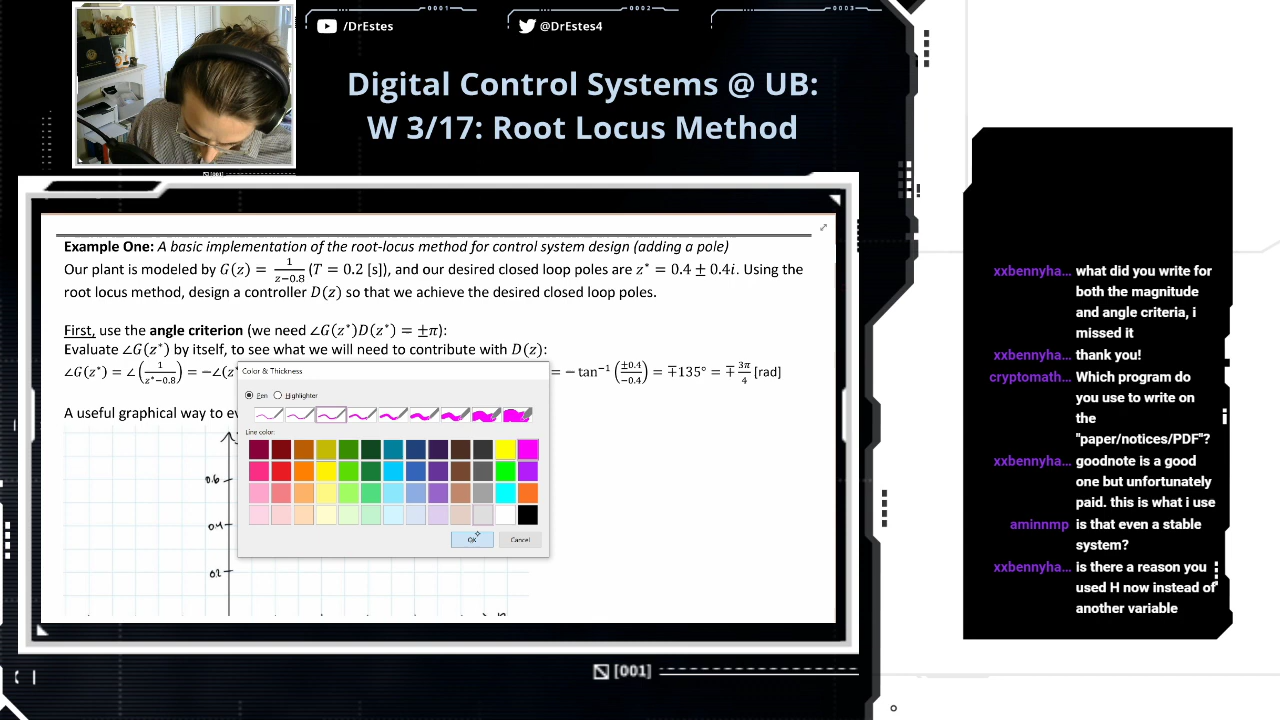 0001
0002
0003
/DrEstes
@DrEstes4
Digital Control Systems @ UB:
W 3/17: Root Locus Method
[001]
Example One: A basic implementation of the root-locus method for control system design (adding a pole)
Our plant is modeled by G(z) = 1/(z−0.8) (T = 0.2 [s]), and our desired closed loop poles are z* = 0.4 ± 0.4i. Using the
root locus method, design a controller D(z) so that we achieve the desired closed loop poles.
First, use the angle criterion (we need ∠G(z*)D(z*) = ±π):
Evaluate ∠G(z*) by itself, to see what we will need to contribute with D(z):
∠G(z*) = ∠(1/(z*−0.8)) = −∠(z* = − tan⁻¹(±0.4/−0.4) = ∓135° = ∓3π/4 [rad]
A useful graphical way to ev
Color & Thickness
Pen Highlighter
Line color:
OK Cancel
0.6
0.4
0.2
[001]
xxbennyha... what did you write for
both the magnitude
and angle criteria, i
missed it
xxbennyha... thank you!
cryptomath... Which program do
you use to write on
the
"paper/notices/PDF"?
xxbennyha... goodnote is a good
one but unfortunately
paid. this is what i use
aminnmp is that even a stable
system?
xxbennyha... is there a reason you
used H now instead of
another variable